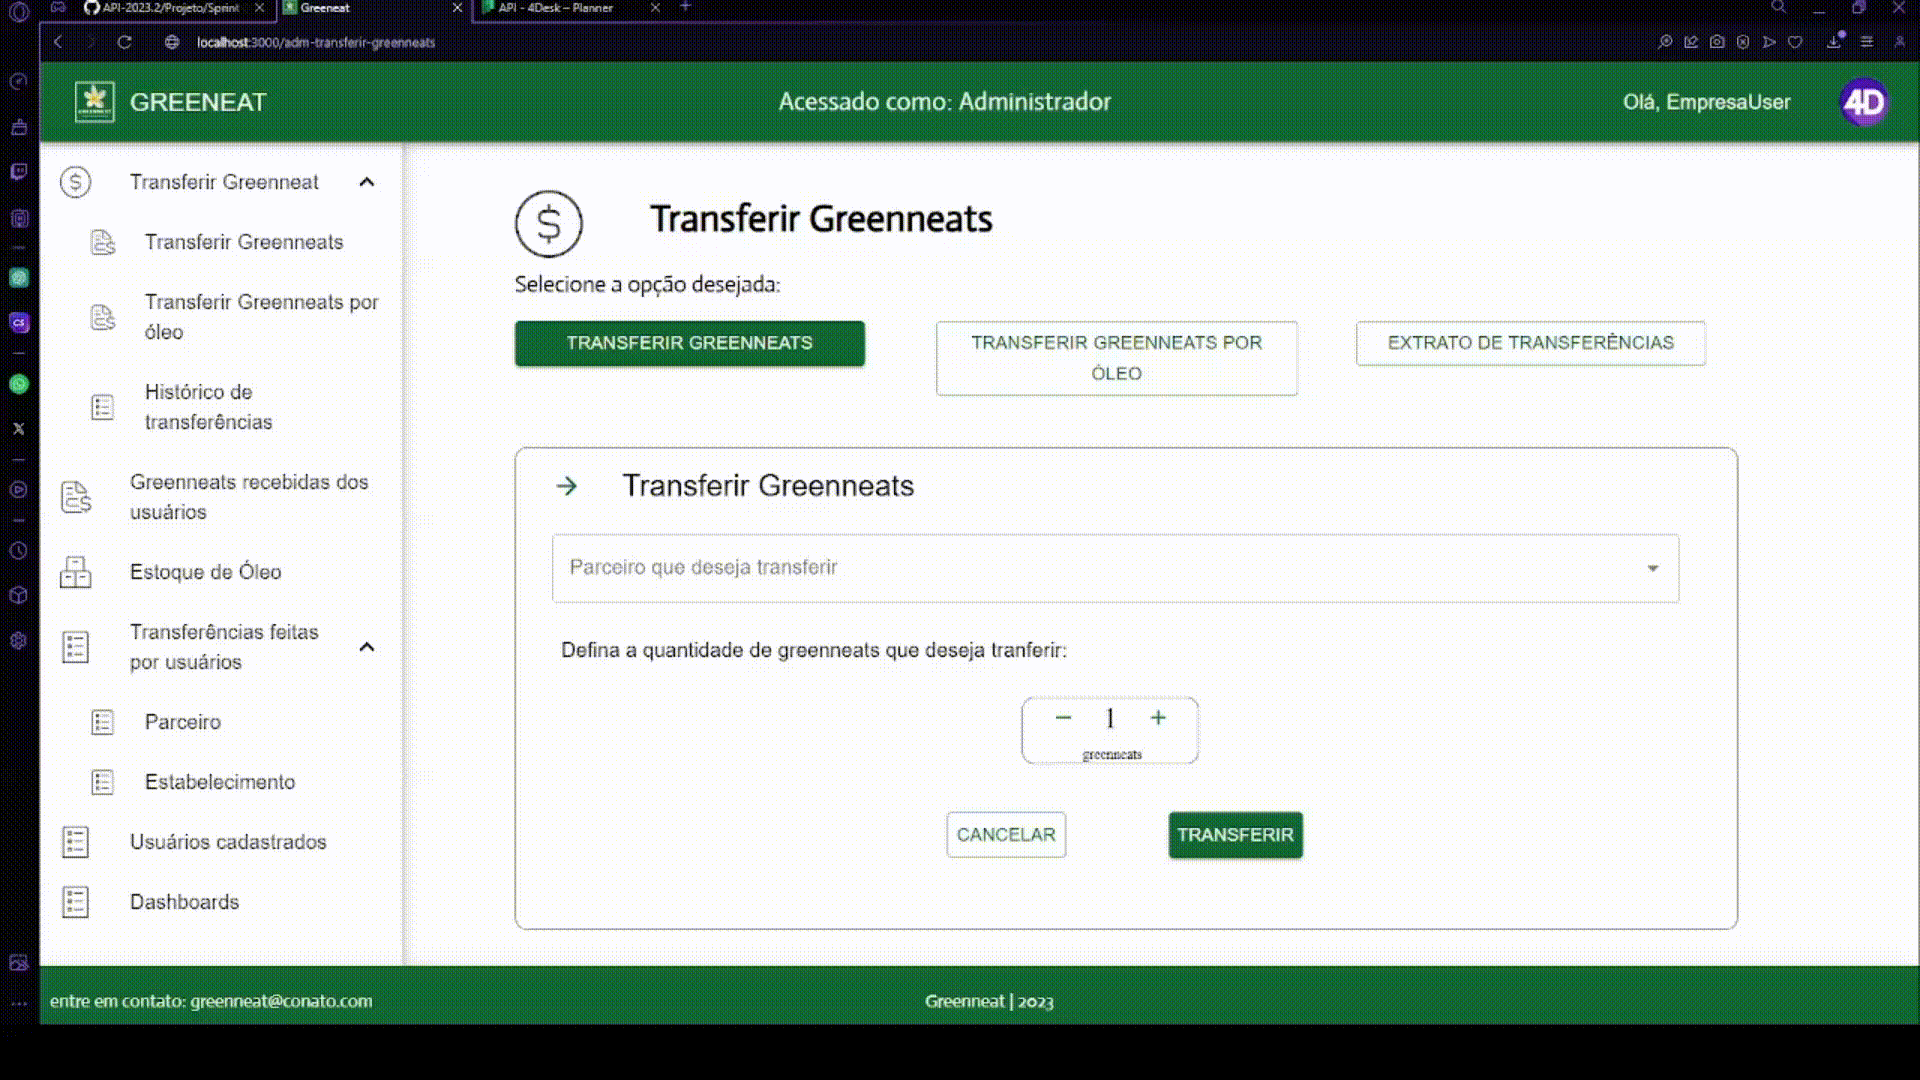 API-2023.2/Projeto/Sprint
Greeneat
API - 4Desk – Planner
localhost:3000/adm-transferir-greenneats
GREENEAT
Acessado como: Administrador
Olá, EmpresaUser
4D
Transferir Greenneat
Transferir Greenneats
Transferir Greenneats por
óleo
Histórico de
transferências
Greenneats recebidas dos
usuários
Estoque de Óleo
Transferências feitas
por usuários
Parceiro
Estabelecimento
Usuários cadastrados
Dashboards
Transferir Greenneats
Selecione a opção desejada:
TRANSFERIR GREENNEATS
TRANSFERIR GREENNEATS POR
ÓLEO
EXTRATO DE TRANSFERÊNCIAS
Transferir Greenneats
Parceiro que deseja transferir
Defina a quantidade de greenneats que deseja tranferir:
− 1 +
greenneats
CANCELAR
TRANSFERIR
entre em contato: greenneat@conato.com
Greenneat | 2023